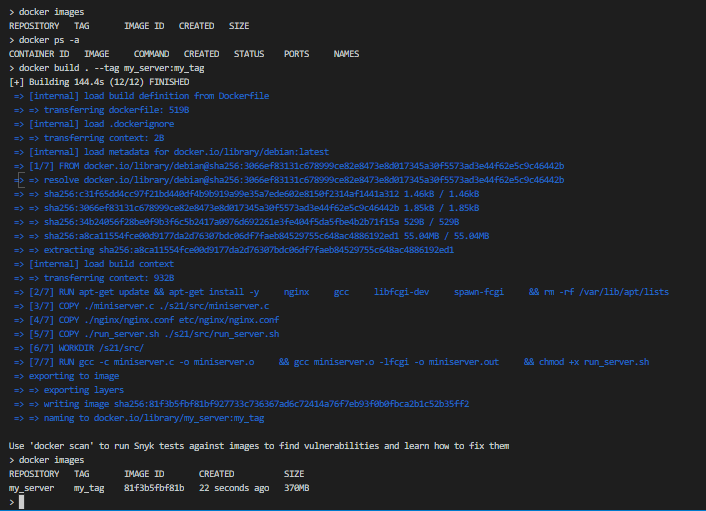 > docker images
REPOSITORY TAG IMAGE ID CREATED SIZE
> docker ps -a
CONTAINER ID IMAGE COMMAND CREATED STATUS PORTS NAMES
> docker build . --tag my_server:my_tag
[+] Building 144.4s (12/12) FINISHED
=> [internal] load build definition from Dockerfile
=> => transferring dockerfile: 519B
=> [internal] load .dockerignore
=> => transferring context: 2B
=> [internal] load metadata for docker.io/library/debian:latest
=> [1/7] FROM docker.io/library/debian@sha256:3066ef83131c678999ce82e8473e8d017345a30f5573ad3e44f62e5c9c46442b
=> => resolve docker.io/library/debian@sha256:3066ef83131c678999ce82e8473e8d017345a30f5573ad3e44f62e5c9c46442b
=> => sha256:c31f65dd4cc97f21bd440df4b9b919a99e35a7ede602e8150f2314af1441a312 1.46kB / 1.46kB
=> => sha256:3066ef83131c678999ce82e8473e8d017345a30f5573ad3e44f62e5c9c46442b 1.85kB / 1.85kB
=> => sha256:34b24056f28be0f9b3f6c5b2417a0976d692261e3fe404f5da5fbe4b2b71f15a 529B / 529B
=> => sha256:a8ca11554fce00d9177da2d76307bdc06df7faeb84529755c648ac4886192ed1 55.04MB / 55.04MB
=> => extracting sha256:a8ca11554fce00d9177da2d76307bdc06df7faeb84529755c648ac4886192ed1
=> [internal] load build context
=> => transferring context: 932B
=> [2/7] RUN apt-get update && apt-get install -y nginx gcc libfcgi-dev spawn-fcgi && rm -rf /var/lib/apt/lists
=> [3/7] COPY ./miniserver.c ./s21/src/miniserver.c
=> [4/7] COPY ./nginx/nginx.conf etc/nginx/nginx.conf
=> [5/7] COPY ./run_server.sh ./s21/src/run_server.sh
=> [6/7] WORKDIR /s21/src/
=> [7/7] RUN gcc -c miniserver.c -o miniserver.o && gcc miniserver.o -lfcgi -o miniserver.out && chmod +x run_server.sh
=> exporting to image
=> => exporting layers
=> => writing image sha256:81f3b5fbf81bf927733c736367ad6c72414a76f7eb93f0b0fbca2b1c52b35ff2
=> => naming to docker.io/library/my_server:my_tag
Use 'docker scan' to run Snyk tests against images to find vulnerabilities and learn how to fix them
> docker images
REPOSITORY TAG IMAGE ID CREATED SIZE
my_server my_tag 81f3b5fbf81b 22 seconds ago 370MB
>